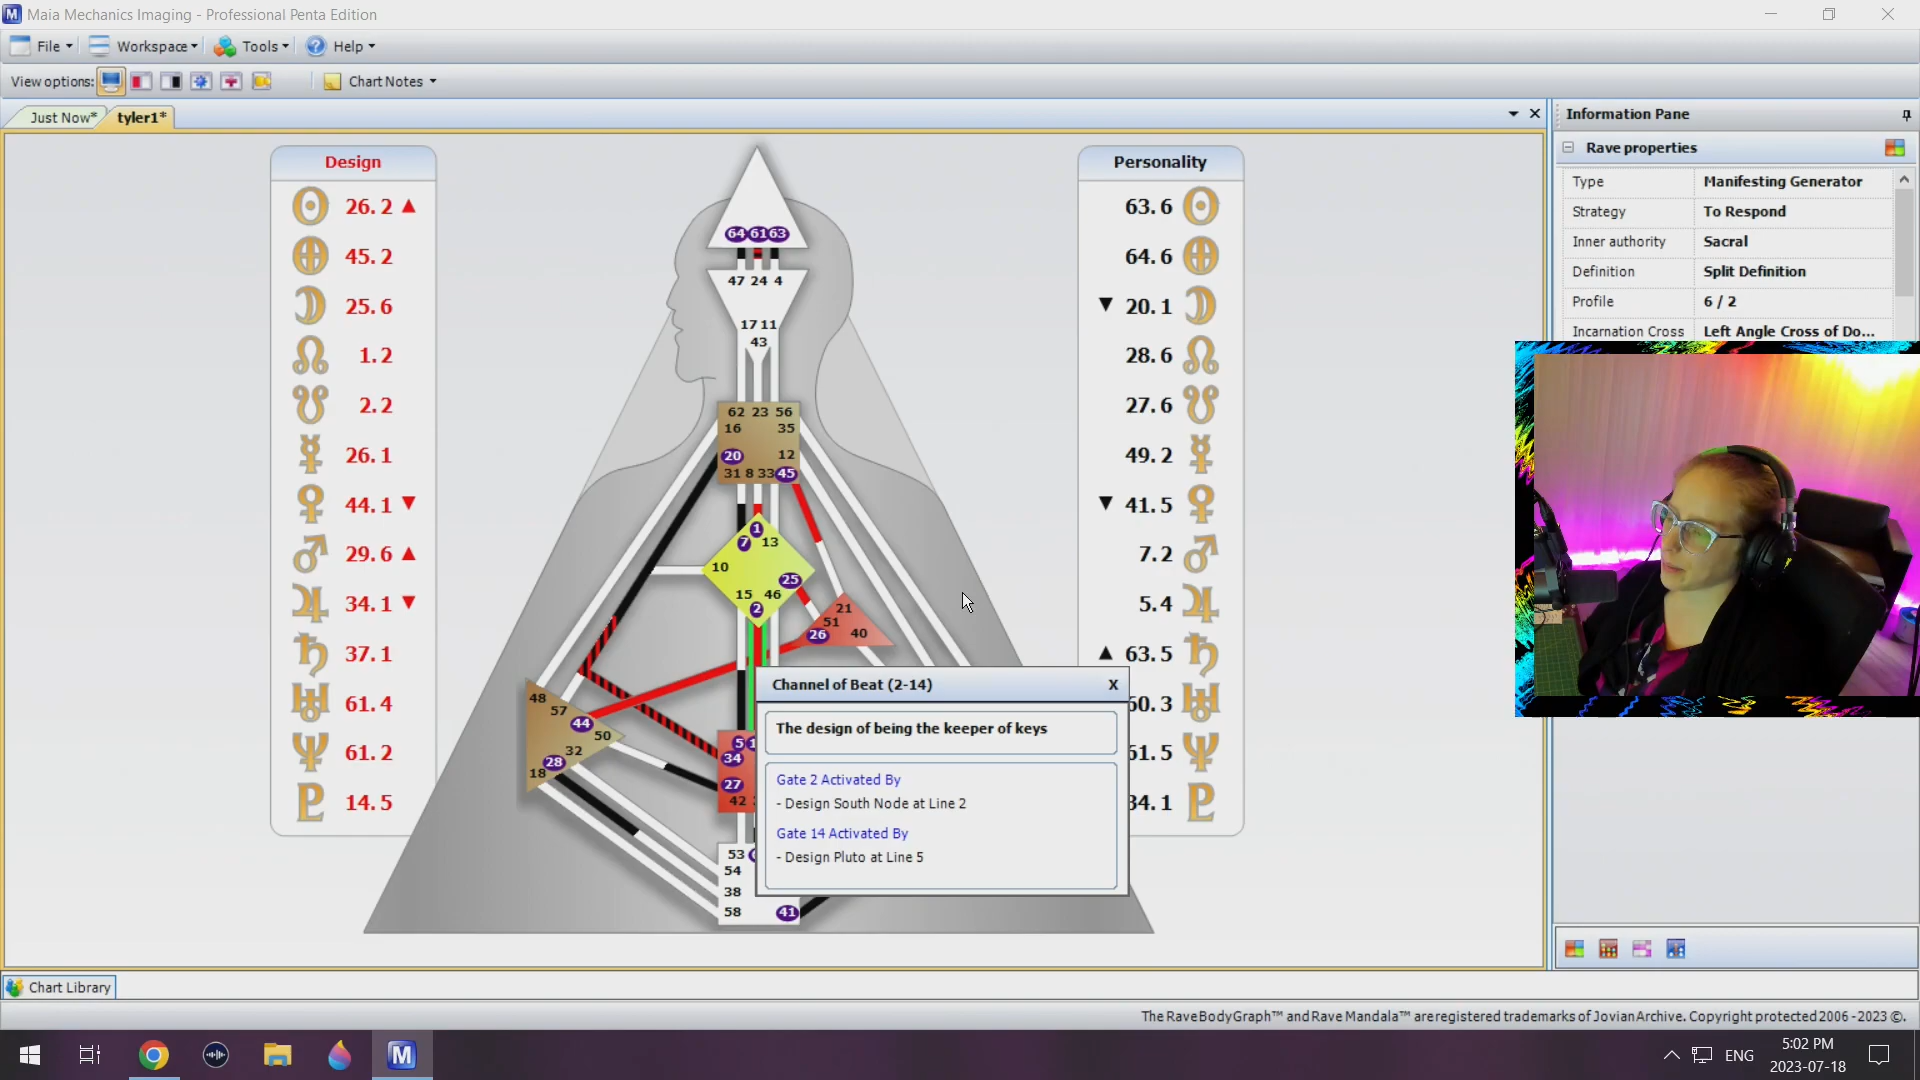 Maia Mechanics Imaging - Professional Penta Edition
File Workspace Tools Help
View options: Chart Notes
Just Now* tyler1*
Information Pane
Rave properties
Type Manifesting Generator
Strategy To Respond
Inner authority Sacral
Definition Split Definition
Profile 6 / 2
Incarnation Cross Left Angle Cross of Do...
Design
26.2
45.2
25.6
1.2
2.2
26.1
44.1
29.6
34.1
37.1
61.4
61.2
14.5
64 61 63
47 24 4
17 11
43
62 23 56
16 35
20 12
31 8 33 45
1
7 13
10
25
15 46
2
21
51
26 40
48
57
44
50
32
28
18
5
34
27
42
53
54
38
58 41
Personality
63.6
64.6
20.1
28.6
27.6
49.2
41.5
7.2
5.4
63.5
60.3
61.5
34.1
Channel of Beat (2-14) X
The design of being the keeper of keys
Gate 2 Activated By
- Design South Node at Line 2
Gate 14 Activated By
- Design Pluto at Line 5
Chart Library
The RaveBodyGraph™ and Rave Mandala™ are registered trademarks of Jovian Archive. Copyright protected 2006 - 2023 ©.
M
ENG
5:02 PM
2023-07-18